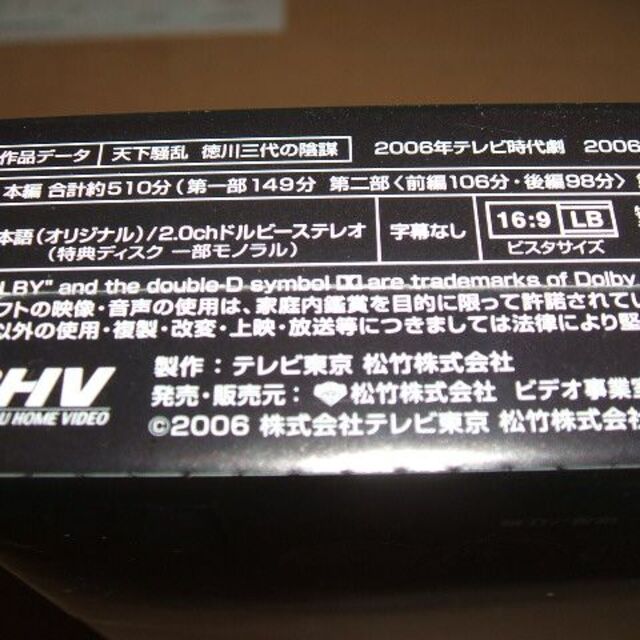 作品データ 天下騒乱 徳川三代の陰謀 2006年テレビ時代劇 2006
本編 合計約510分(第一部149分 第二部〈前編106分・後編98分〉
本語(オリジナル)/2.0chドルビーステレオ
(特典ディスク 一部モノラル)
字幕なし
16:9 LB
ビスタサイズ
LBY" and the double-D symbol are trademarks of Dolby
フトの映像・音声の使用は、家庭内鑑賞を目的に限って許諾されてい
以外の使用・複製・改変・上映・放送等につきましては法律により堅
HV
U HOME VIDEO
製作:テレビ東京 松竹株式会社
発売・販売元: 松竹株式会社 ビデオ事業
©2006 株式会社テレビ東京 松竹株式会